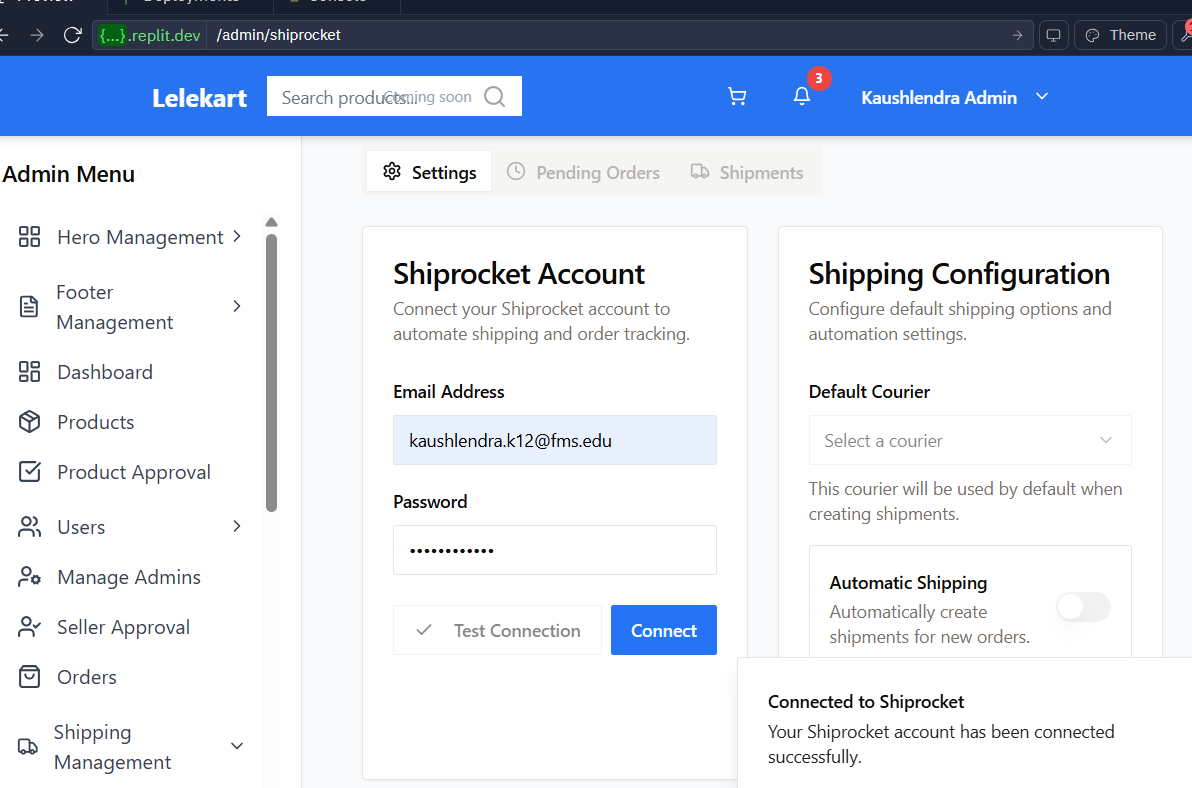 {...}.replit.dev /admin/shiprocket
Theme
Lelekart
Search products...
Coming soon
3
Kaushlendra Admin
Admin Menu
Hero Management
Footer
Management
Dashboard
Products
Product Approval
Users
Manage Admins
Seller Approval
Orders
Shipping
Management
Settings
Pending Orders
Shipments
Shiprocket Account
Connect your Shiprocket account to
automate shipping and order tracking.
Email Address
kaushlendra.k12@fms.edu
Password
••••••••••••
Test Connection
Connect
Shipping Configuration
Configure default shipping options and
automation settings.
Default Courier
Select a courier
This courier will be used by default when
creating shipments.
Automatic Shipping
Automatically create
shipments for new orders.
Connected to Shiprocket
Your Shiprocket account has been connected
successfully.